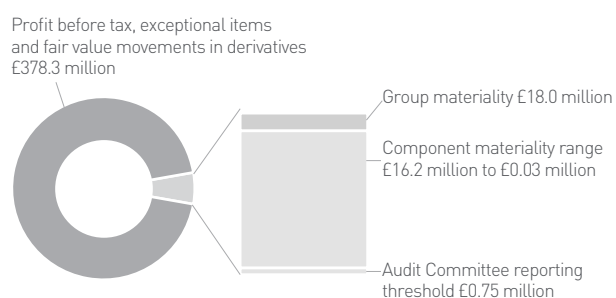 Profit before tax, exceptional items
and fair value movements in derivatives
£378.3 million
Group materiality £18.0 million
Component materiality range
£16.2 million to £0.03 million
Audit Committee reporting
threshold £0.75 million